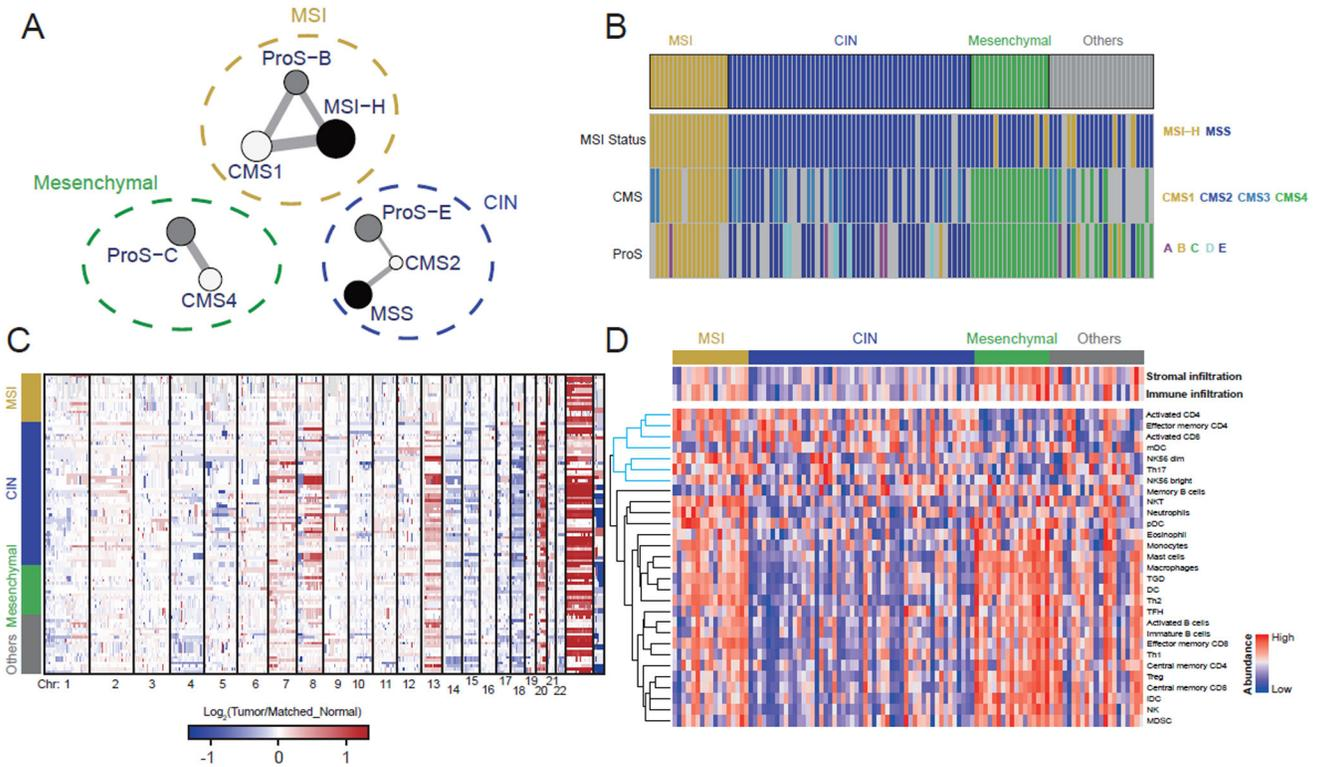 A
MSI
ProS−B
MSI−H
CMS1
Mesenchymal
ProS−C
CMS4
CIN
ProS−E
CMS2
MSS
B
MSI CIN Mesenchymal Others
MSI Status
MSI−H MSS
CMS
CMS1 CMS2 CMS3 CMS4
ProS
A B C D E
C
MSI
CIN
Mesenchymal
Others
Chr: 1 2 3 4 5 6 7 8 9 10 11 12 13 14 15 16 17 18 19 20 21 22
Log2(Tumor/Matched_Normal)
-1 0 1
D
MSI CIN Mesenchymal Others
Stromal infiltration
Immune infiltration
Activated CD4
Effector memory CD4
Activated CD8
mDC
NK56 dim
Th17
NK56 bright
Memory B cells
NKT
Neutrophils
pDC
Eosinophil
Monocytes
Mast cells
Macrophages
TGD
DC
Th2
TFH
Activated B cells
Immature B cells
Effector memory CD8
Th1
Central memory CD4
Treg
Central memory CD8
iDC
NK
MDSC
Abundance
High
Low